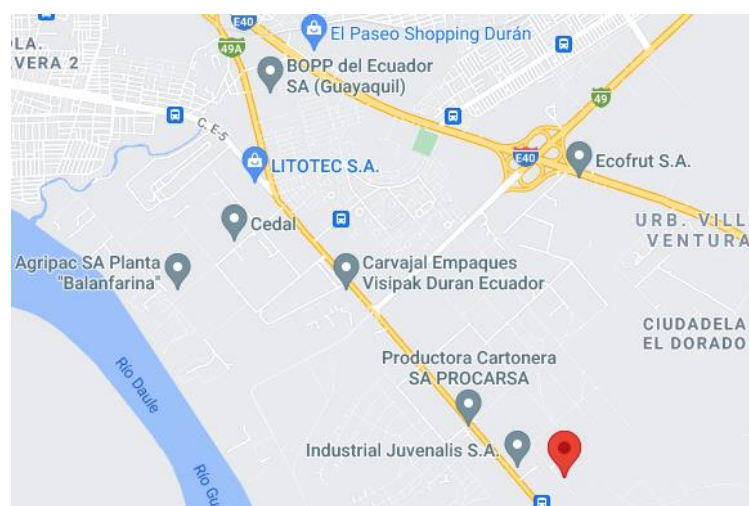 LA.
VERA 2
E40
49A
El Paseo Shopping Durán
BOPP del Ecuador
SA (Guayaquil)
49
C. E-5
E40
Ecofrut S.A.
LITOTEC S.A.
URB. VILL
VENTURA
Cedal
Agripac SA Planta
"Balanfarina"
Carvajal Empaques
Visipak Duran Ecuador
CIUDADELA
EL DORADO
Río Daule
Productora Cartonera
SA PROCARSA
Industrial Juvenalis S.A.
Río Gu
E40